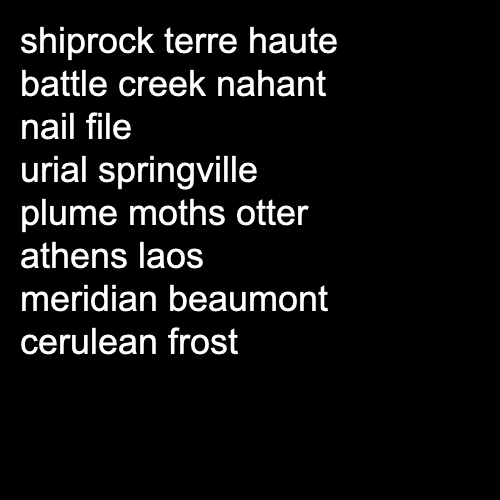 shiprock terre haute
battle creek nahant
nail file
urial springville
plume moths otter
athens laos
meridian beaumont
cerulean frost